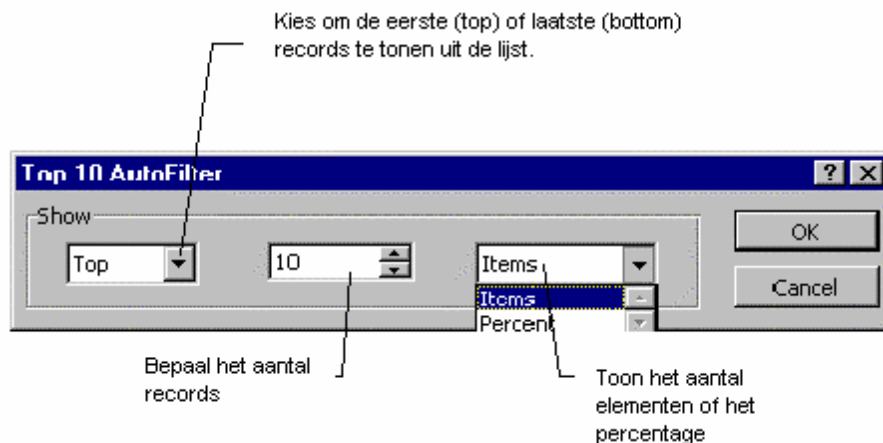 Kies om de eerste (top) of laatste (bottom)
records te tonen uit de lijst.
Top 10 AutoFilter
Show
Top
10
Items
OK
Items
Percent
Cancel
Bepaal het aantal
records
Toon het aantal
elementen of het
percentage